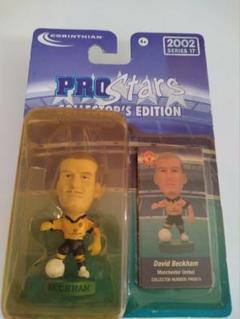 CORINTHIAN
2002
SERIES 17
PRO Stars
COLLECTOR'S EDITION
BECKHAM
David Beckham
Manchester United